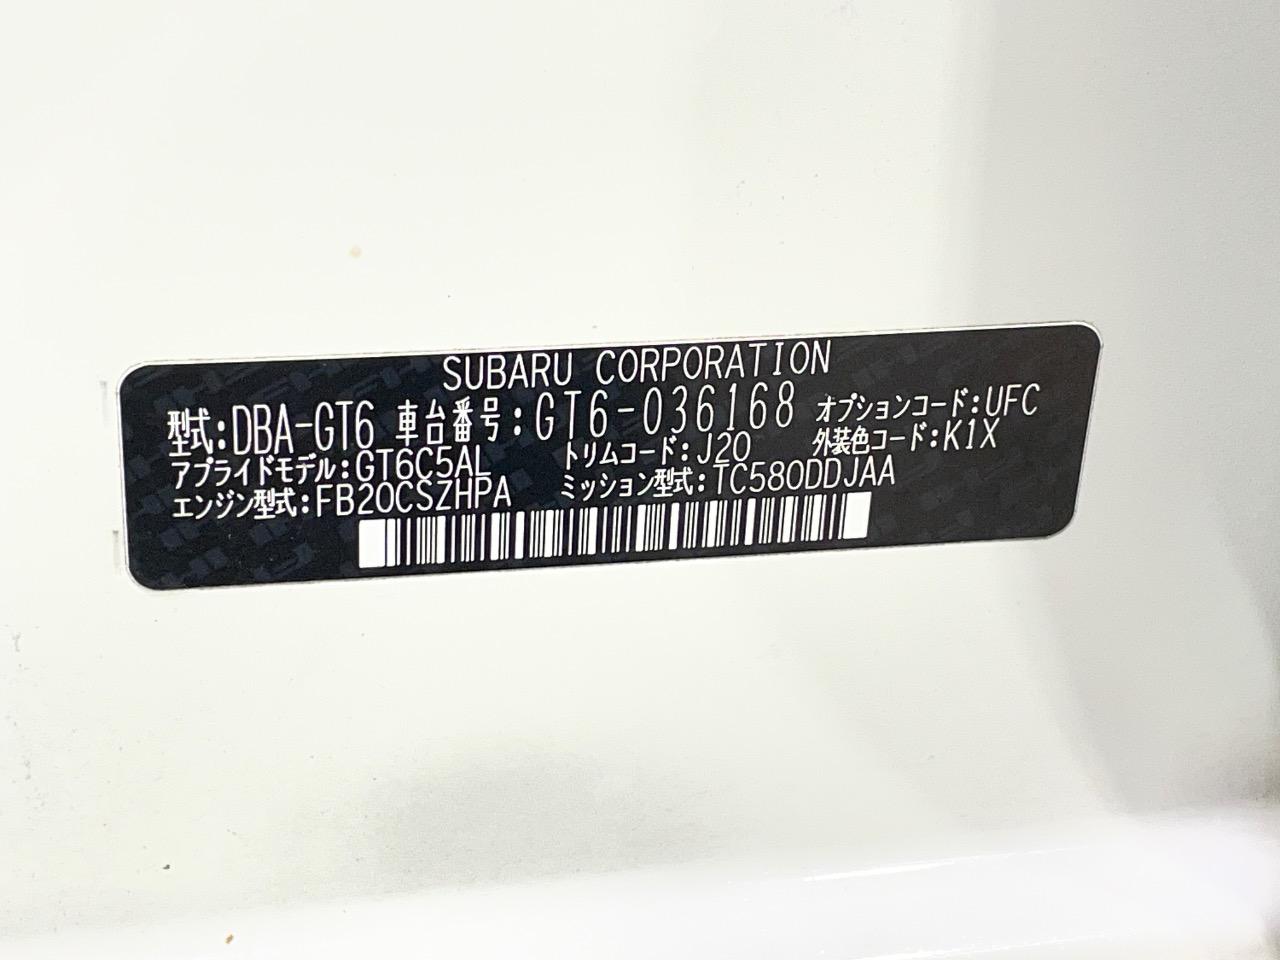 SUBARU CORPORATION
型式:DBA-GT6 車台番号:GT6-036168 オプションコード:UFC
アプライドモデル:GT6C5AL トリムコード:J20 外装色コード:K1X
エンジン型式:FB20CSZHPA ミッション型式:TC580DDJAA